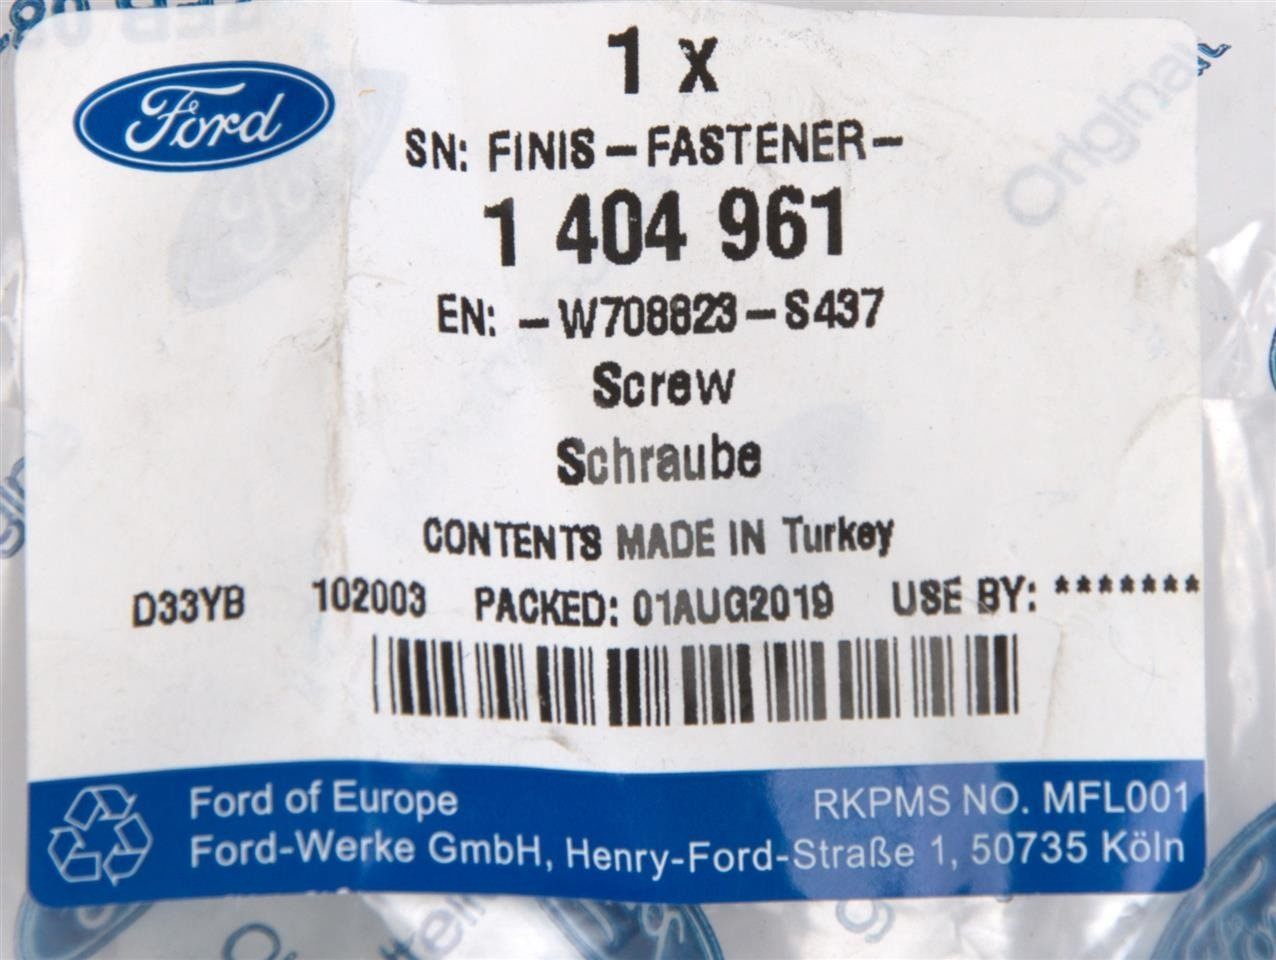 Ford
1 x
SN: FINIS-FASTENER-
1 404 961
EN: -W708823-S437
Screw
Schraube
CONTENTS MADE IN Turkey
D33YB 102003 PACKED: 01AUG2019 USE BY: *******
Ford of Europe
RKPMS NO. MFL001
Ford-Werke GmbH, Henry-Ford-Straße 1, 50735 Köln
Original
Ford